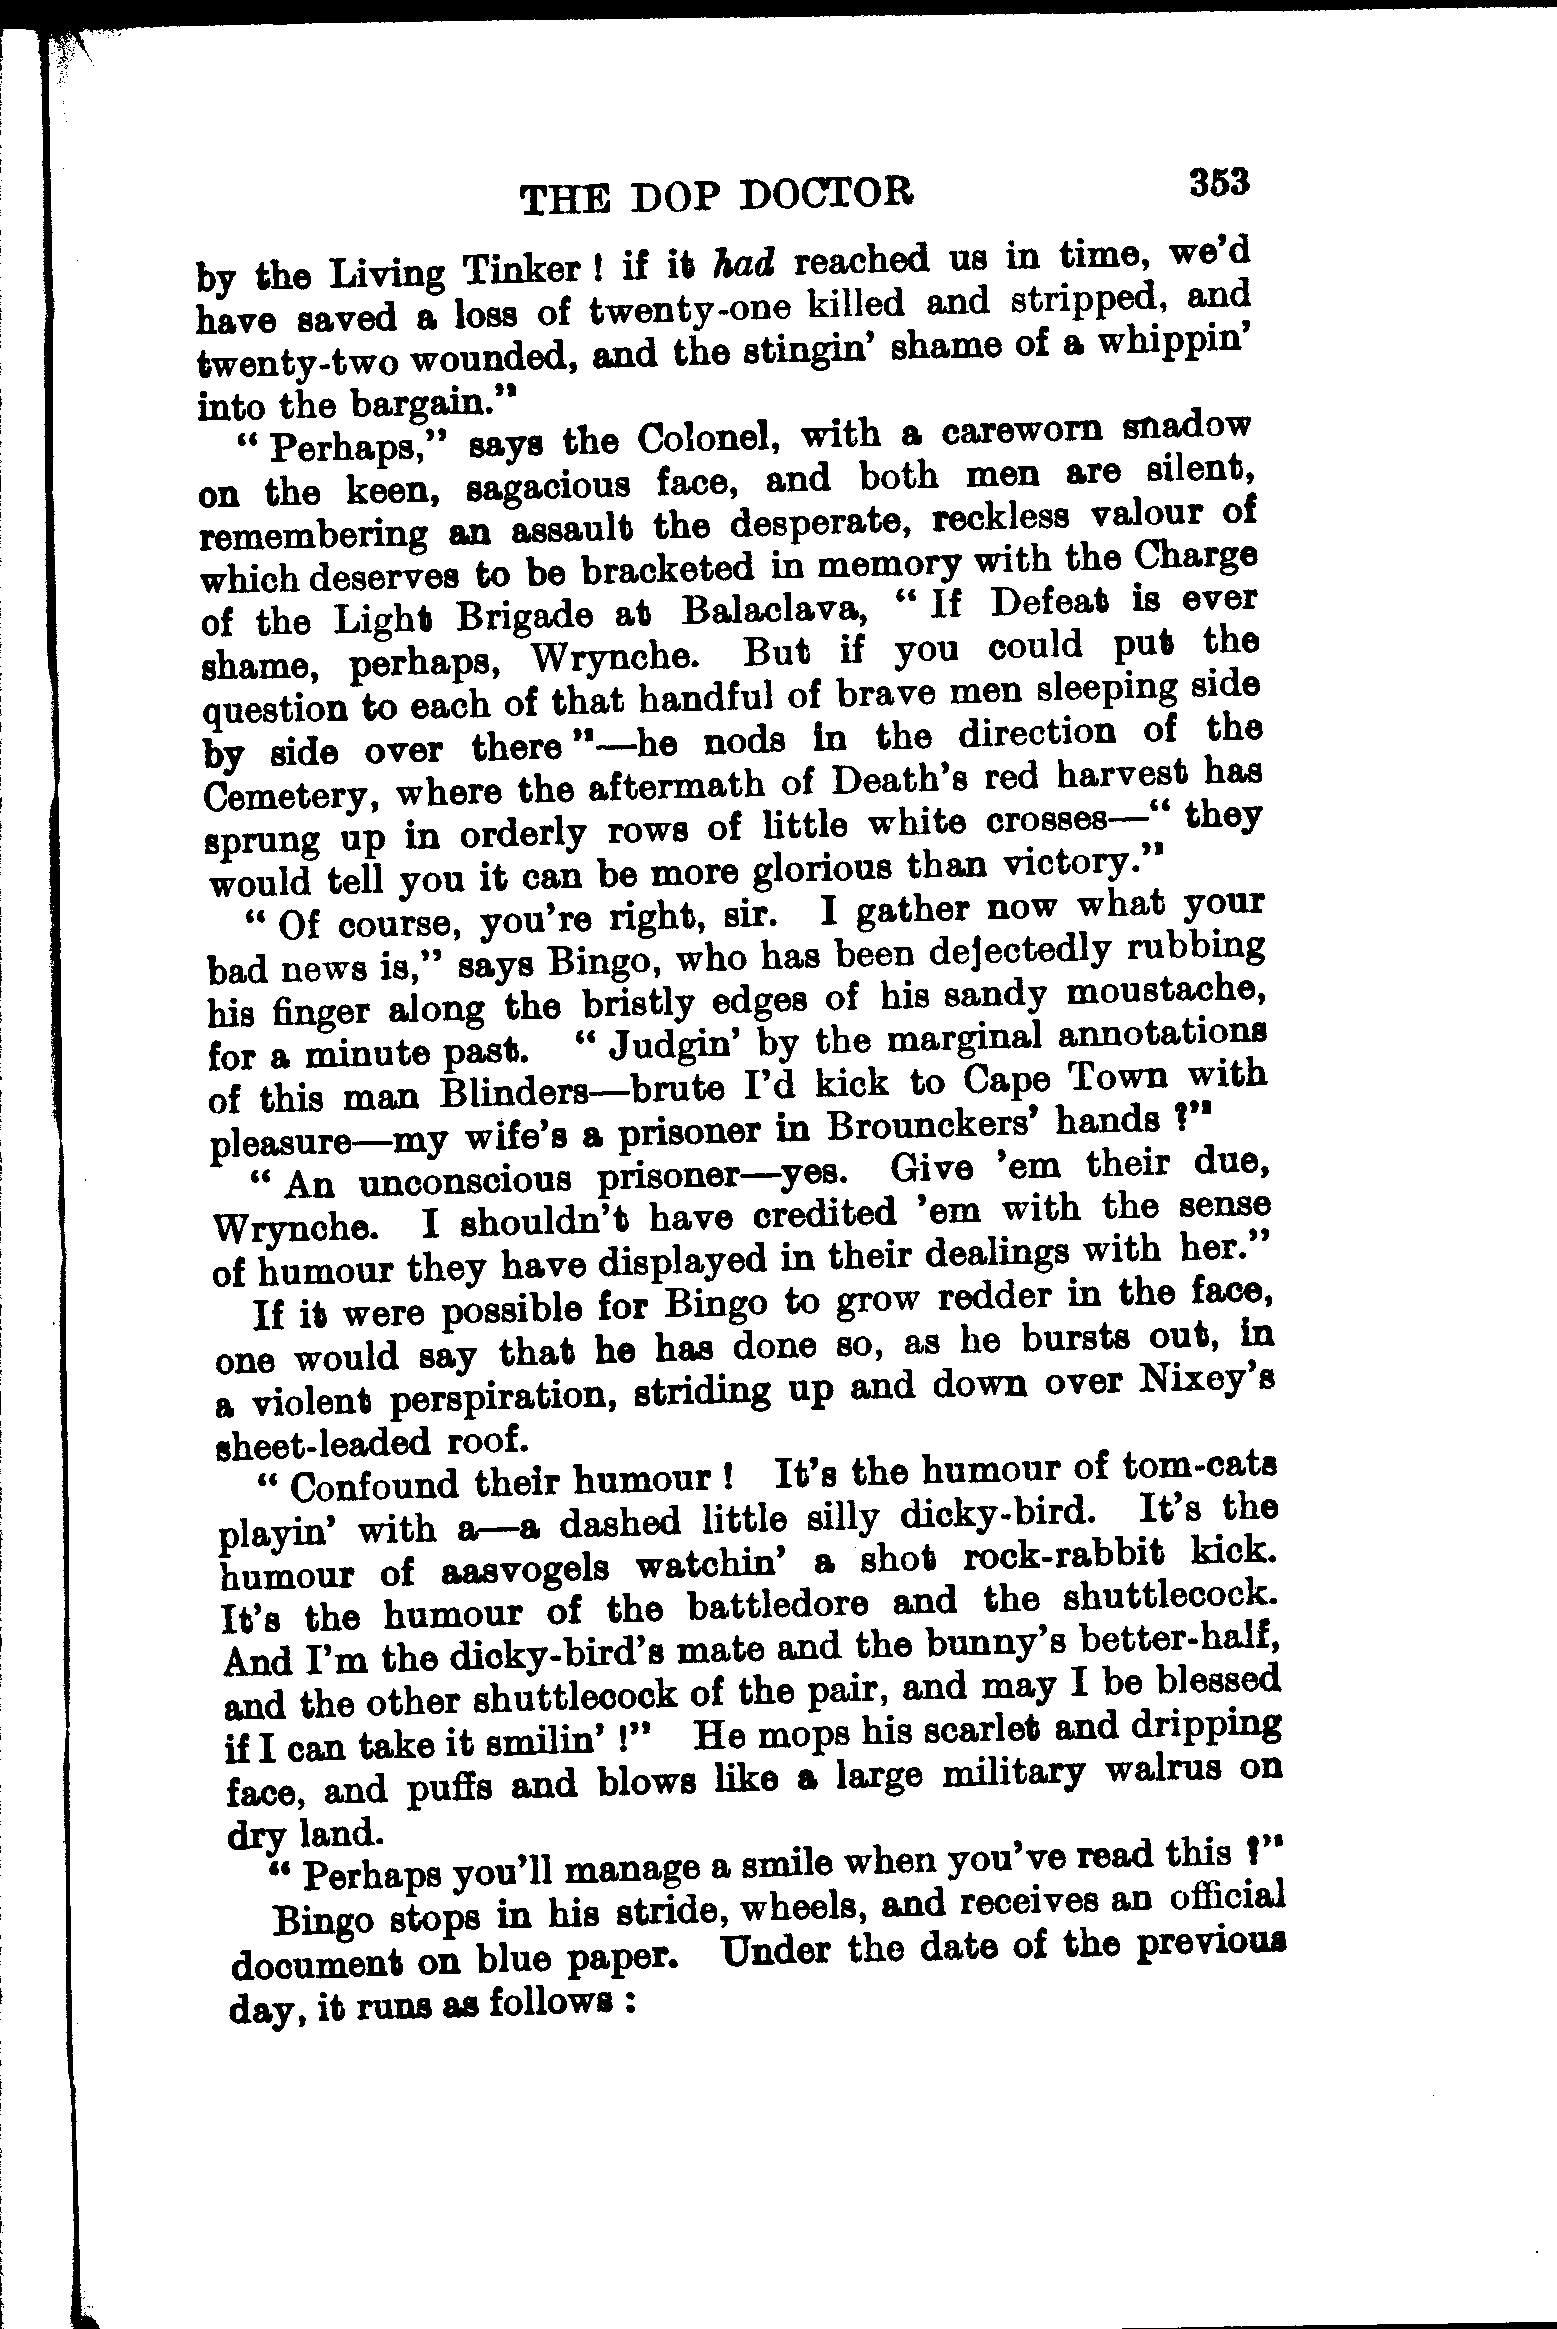 THE DOP DOCTOR 353
by the Living Tinker ! if it had reached us in time, we'd
have saved a loss of twenty-one killed and stripped, and
twenty-two wounded, and the stingin' shame of a whippin'
into the bargain."
" Perhaps," says the Colonel, with a careworn shadow
on the keen, sagacious face, and both men are silent,
remembering an assault the desperate, reckless valour of
which deserves to be bracketed in memory with the Charge
of the Light Brigade at Balaclava, " If Defeat is ever
shame, perhaps, Wrynche. But if you could put the
question to each of that handful of brave men sleeping side
by side over there "—he nods in the direction of the
Cemetery, where the aftermath of Death's red harvest has
sprung up in orderly rows of little white crosses—" they
would tell you it can be more glorious than victory."
" Of course, you're right, sir. I gather now what your
bad news is," says Bingo, who has been dejectedly rubbing
his finger along the bristly edges of his sandy moustache,
for a minute past. " Judgin' by the marginal annotations
of this man Blinders—brute I'd kick to Cape Town with
pleasure—my wife's a prisoner in Brounckers' hands ?"
" An unconscious prisoner—yes. Give 'em their due,
Wrynche. I shouldn't have credited 'em with the sense
of humour they have displayed in their dealings with her."
If it were possible for Bingo to grow redder in the face,
one would say that he has done so, as he bursts out, in
a violent perspiration, striding up and down over Nixey's
sheet-leaded roof.
" Confound their humour ! It's the humour of tom-cats
playin' with a—a dashed little silly dicky-bird. It's the
humour of aasvogels watchin' a shot rock-rabbit kick.
It's the humour of the battledore and the shuttlecock.
And I'm the dicky-bird's mate and the bunny's better-half,
and the other shuttlecock of the pair, and may I be blessed
if I can take it smilin' !" He mops his scarlet and dripping
face, and puffs and blows like a large military walrus on
dry land.
" Perhaps you'll manage a smile when you've read this ?"
Bingo stops in his stride, wheels, and receives an official
document on blue paper. Under the date of the previous
day, it runs as follows :